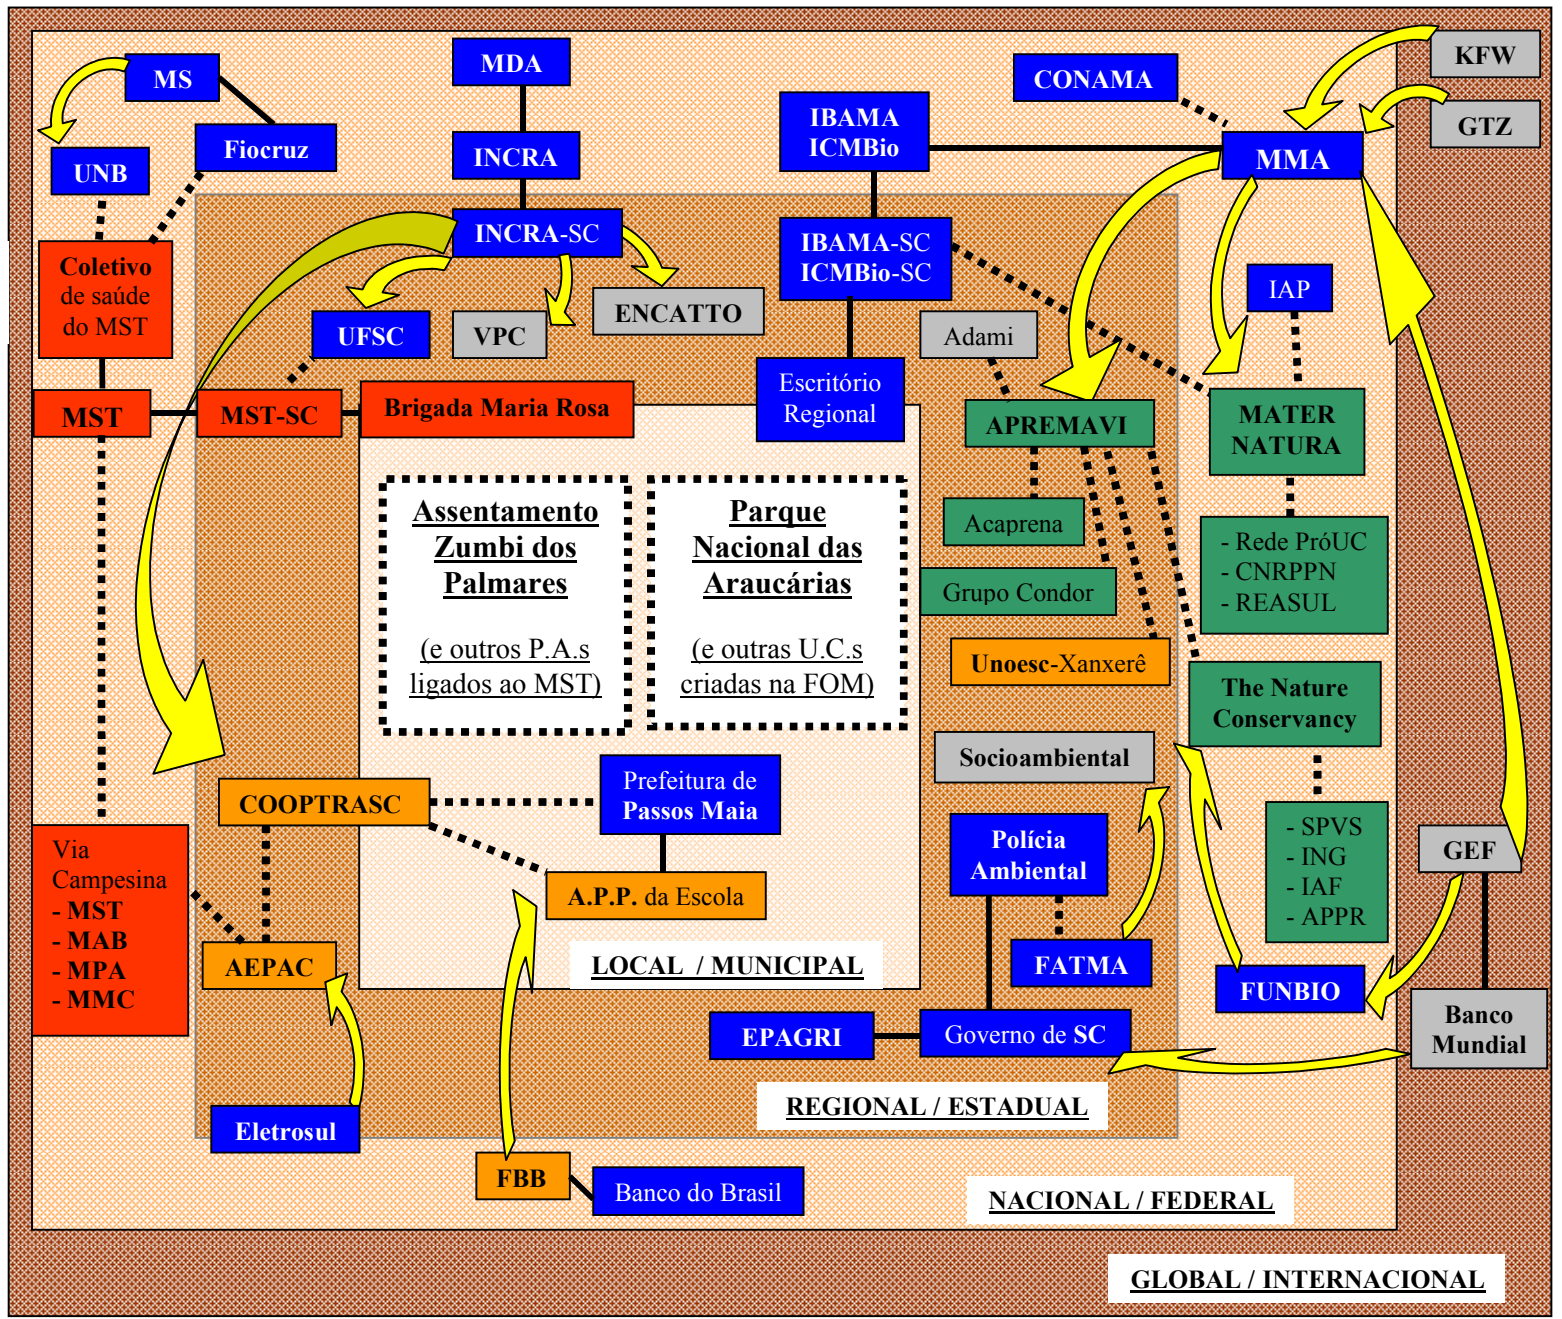 KFW
GTZ
MS
MDA
CONAMA
IBAMA
ICMBio
Fiocruz
UNB
INCRA
MMA
INCRA-SC
IBAMA-SC
ICMBio-SC
Coletivo
de saúde
do MST
ENCATTO
IAP
UFSC
VPC
Adami
Escritório
Regional
MST
MST-SC
Brigada Maria Rosa
APREMAVI
MATER
NATURA
Assentamento
Zumbi dos
Palmares
(e outros P.A.s
ligados ao MST)
Parque
Nacional das
Araucárias
(e outras U.C.s
criadas na FOM)
Acaprena
Grupo Condor
Unoesc-Xanxerê
- Rede PróUC
- CNRPPN
- REASUL
The Nature
Conservancy
Socioambiental
COOPTRASC
Prefeitura de
Passos Maia
Polícia
Ambiental
- SPVS
- ING
- IAF
- APPR
GEF
Via
Campesina
- MST
- MAB
- MPA
- MMC
A.P.P. da Escola
AEPAC
LOCAL / MUNICIPAL
FATMA
FUNBIO
Banco
Mundial
EPAGRI
Governo de SC
REGIONAL / ESTADUAL
Eletrosul
FBB
Banco do Brasil
NACIONAL / FEDERAL
GLOBAL / INTERNACIONAL